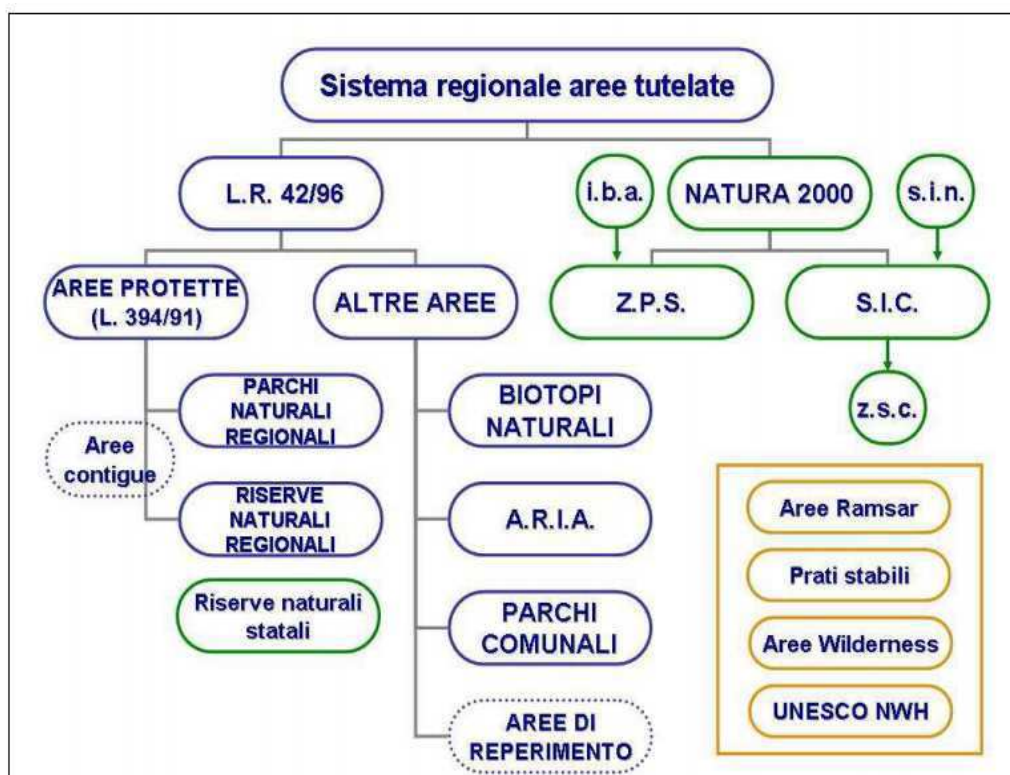 Sistema regionale aree tutelate
L.R. 42/96
i.b.a.
NATURA 2000
s.i.n.
AREE PROTETTE
(L. 394/91)
ALTRE AREE
Z.P.S.
S.I.C.
PARCHI
NATURALI
REGIONALI
BIOTOPI
NATURALI
z.s.c.
Aree
contigue
RISERVE
NATURALI
REGIONALI
A.R.I.A.
Aree Ramsar
Prati stabili
Riserve naturali
statali
PARCHI
COMUNALI
Aree Wilderness
UNESCO NWH
AREE DI
REPERIMENTO